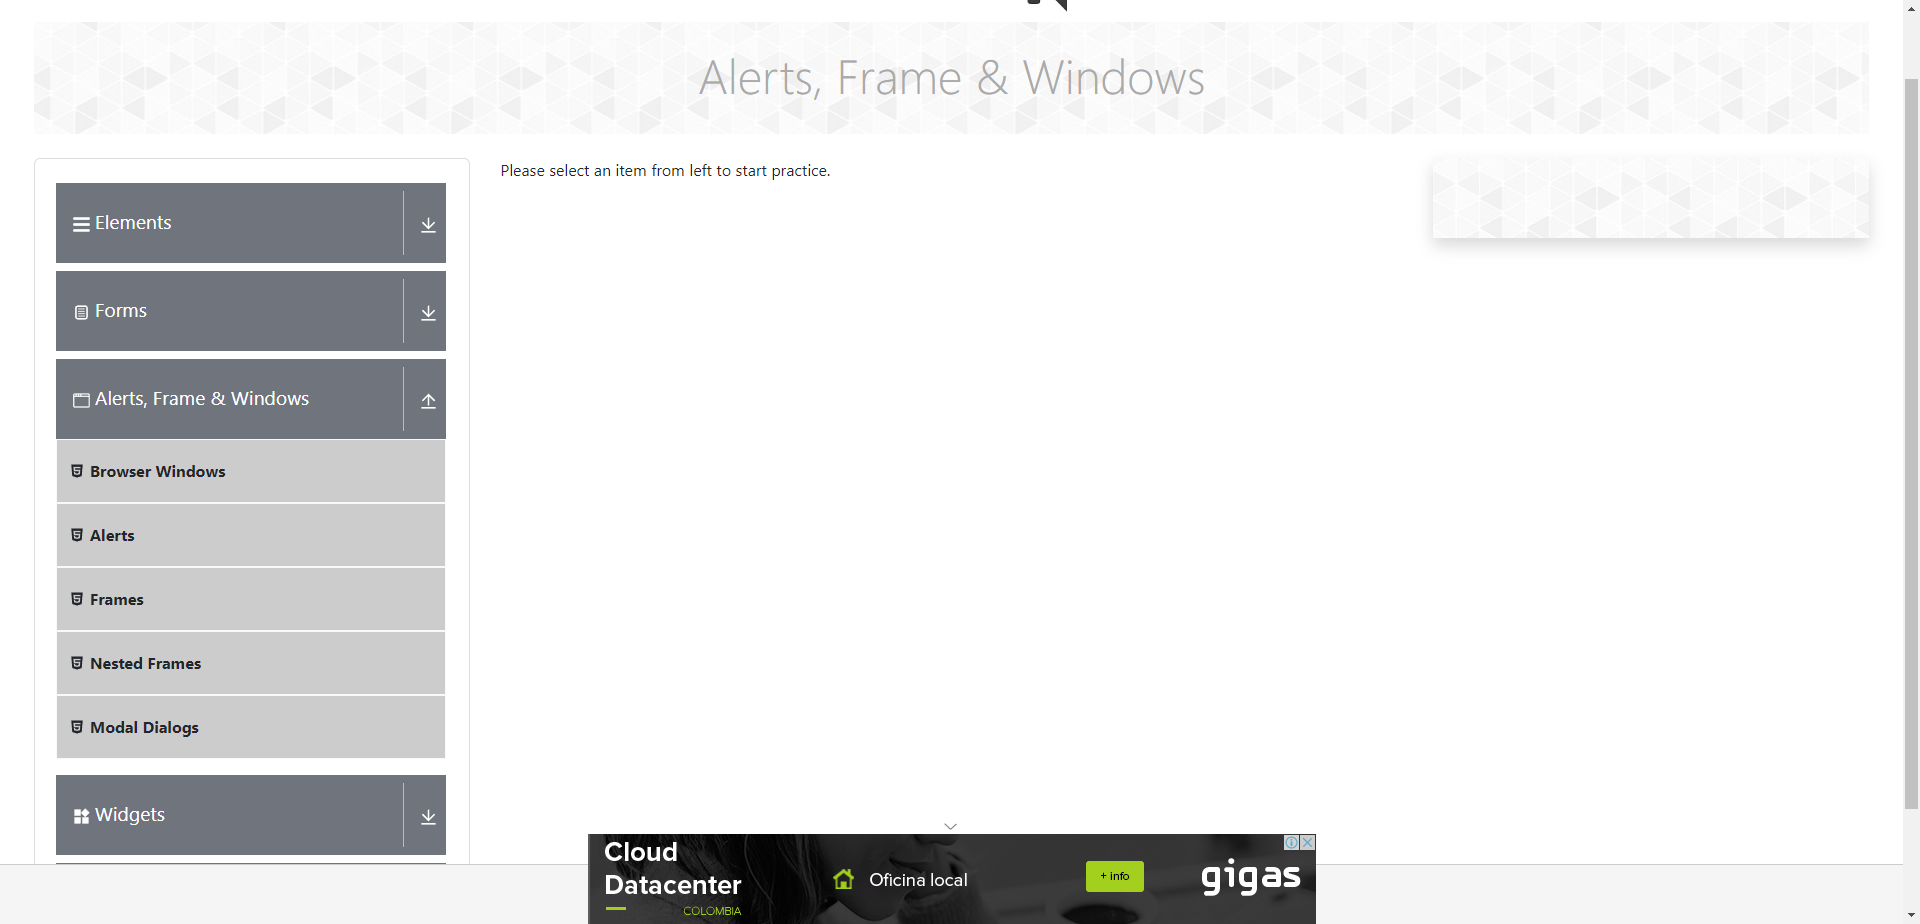 Alerts, Frame & Windows
Please select an item from left to start practice.
Elements
Forms
Alerts, Frame & Windows
Browser Windows
Alerts
Frames
Nested Frames
Modal Dialogs
Widgets
Cloud
Datacenter
COLOMBIA
Oficina local
+ info
gigas